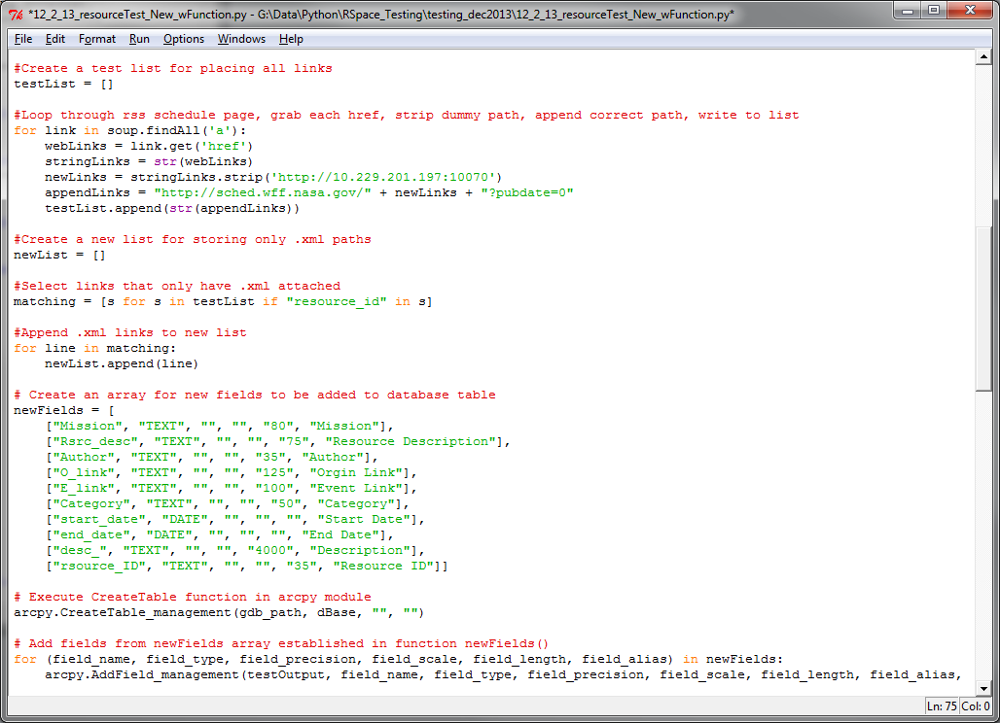 *12_2_13_resourceTest_New_wFunction.py - G:\Data\Python\RSpace_Testing\testing_dec2013\12_2_13_resourceTest_New_wFunction.py*
File Edit Format Run Options Windows Help
#Create a test list for placing all links
testList = []
#Loop through rss schedule page, grab each href, strip dummy path, append correct path, write to list
for link in soup.findAll('a'):
    webLinks = link.get('href')
    stringLinks = str(webLinks)
    newLinks = stringLinks.strip('http://10.229.201.197:10070')
    appendLinks = "http://sched.wff.nasa.gov/" + newLinks + "?pubdate=0"
    testList.append(str(appendLinks))
#Create a new list for storing only .xml paths
newList = []
#Select links that only have .xml attached
matching = [s for s in testList if "resource_id" in s]
#Append .xml links to new list
for line in matching:
    newList.append(line)
# Create an array for new fields to be added to database table
newFields = [
    ["Mission", "TEXT", "", "", "80", "Mission"],
    ["Rsrc_desc", "TEXT", "", "", "75", "Resource Description"],
    ["Author", "TEXT", "", "", "35", "Author"],
    ["O_link", "TEXT", "", "", "125", "Orgin Link"],
    ["E_link", "TEXT", "", "", "100", "Event Link"],
    ["Category", "TEXT", "", "", "50", "Category"],
    ["start_date", "DATE", "", "", "", "Start Date"],
    ["end_date", "DATE", "", "", "", "End Date"],
    ["desc_", "TEXT", "", "", "4000", "Description"],
    ["rsource_ID", "TEXT", "", "", "35", "Resource ID"]]
# Execute CreateTable function in arcpy module
arcpy.CreateTable_management(gdb_path, dBase, "", "")
# Add fields from newFields array established in function newFields()
for (field_name, field_type, field_precision, field_scale, field_length, field_alias) in newFields:
    arcpy.AddField_management(testOutput, field_name, field_type, field_precision, field_scale, field_length, field_alias,
Ln: 75 Col: 0